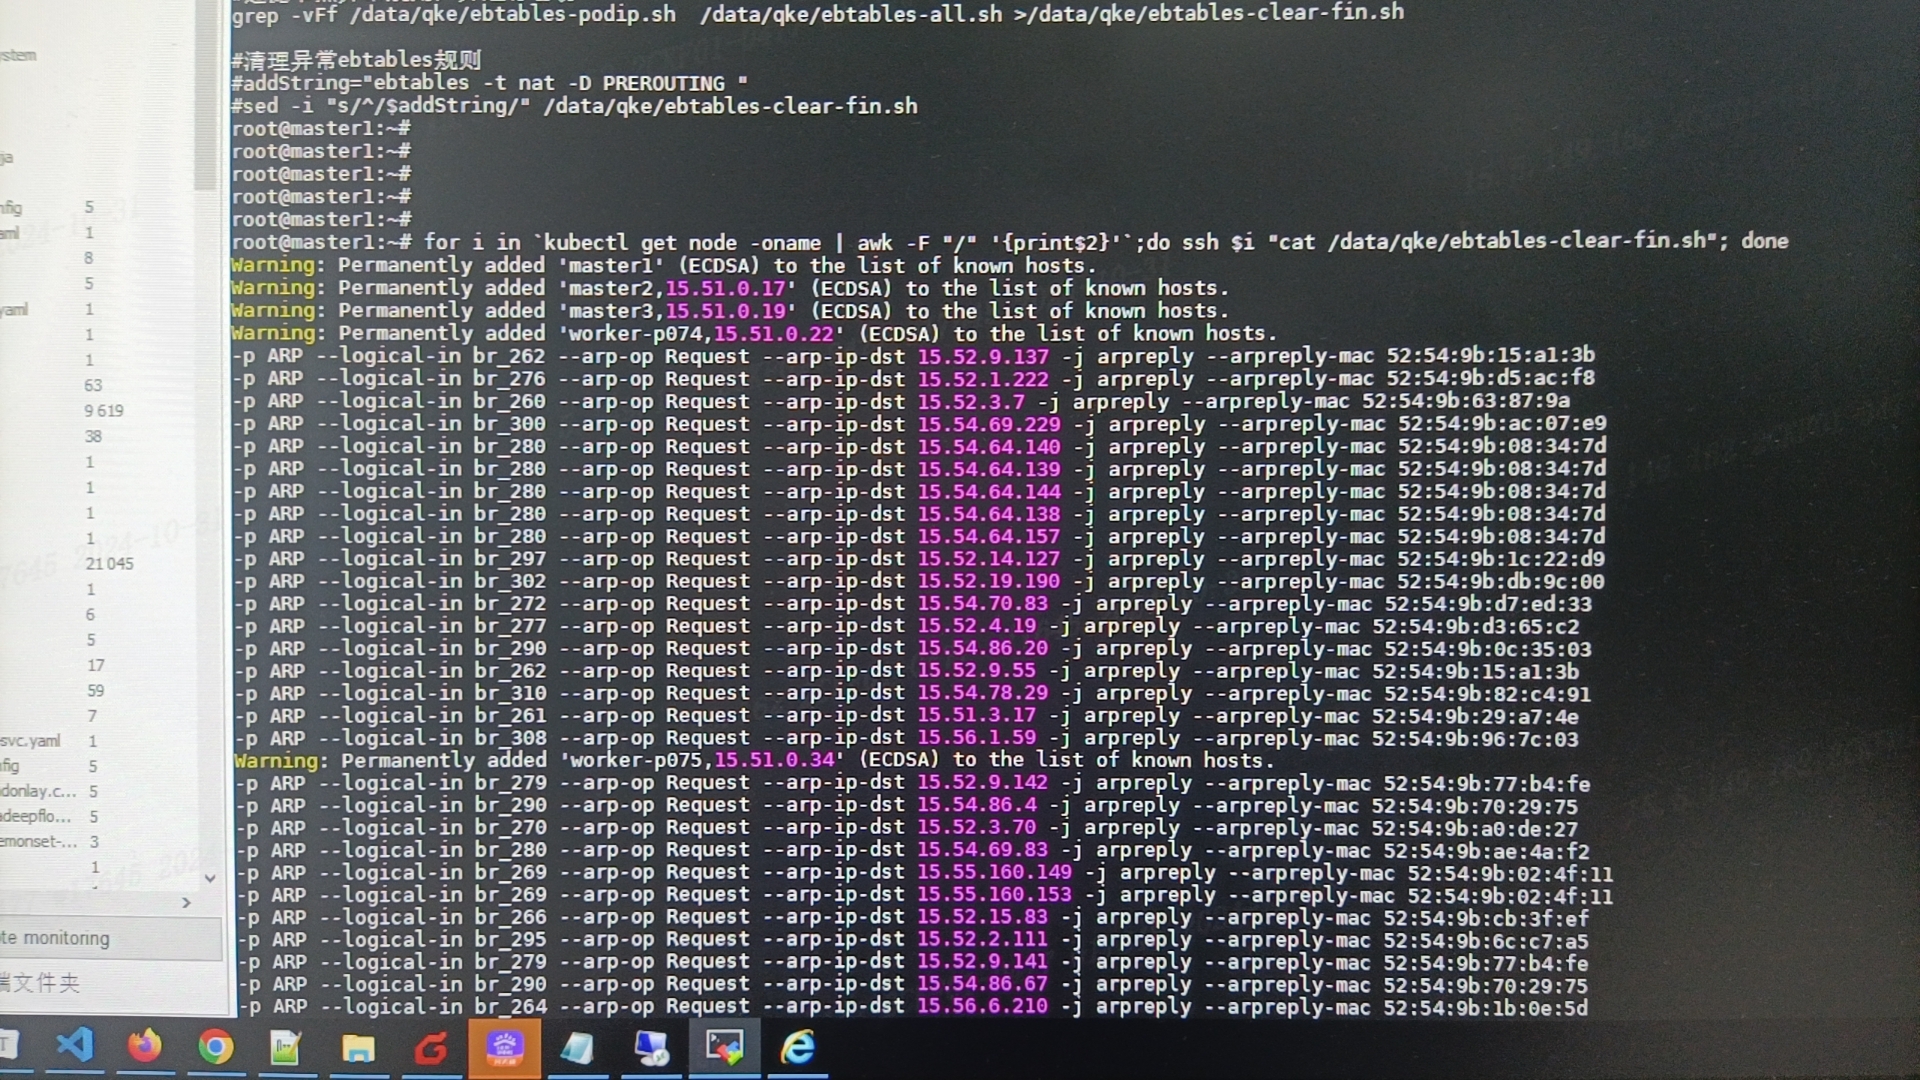 grep -vFf /data/qke/ebtables-podip.sh  /data/qke/ebtables-all.sh >/data/qke/ebtables-clear-fin.sh
#清理异常ebtables规则
#addString="ebtables -t nat -D PREROUTING "
#sed -i "s/^/$addString/" /data/qke/ebtables-clear-fin.sh
root@master1:~#
root@master1:~#
root@master1:~#
root@master1:~#
root@master1:~#
root@master1:~# for i in `kubectl get node -oname | awk -F "/" '{print$2}'`;do ssh $i "cat /data/qke/ebtables-clear-fin.sh"; done
Warning: Permanently added 'master1' (ECDSA) to the list of known hosts.
Warning: Permanently added 'master2,15.51.0.17' (ECDSA) to the list of known hosts.
Warning: Permanently added 'master3,15.51.0.19' (ECDSA) to the list of known hosts.
Warning: Permanently added 'worker-p074,15.51.0.22' (ECDSA) to the list of known hosts.
-p ARP --logical-in br_262 --arp-op Request --arp-ip-dst 15.52.9.137 -j arpreply --arpreply-mac 52:54:9b:15:a1:3b
-p ARP --logical-in br_276 --arp-op Request --arp-ip-dst 15.52.1.222 -j arpreply --arpreply-mac 52:54:9b:d5:ac:f8
-p ARP --logical-in br_260 --arp-op Request --arp-ip-dst 15.52.3.7 -j arpreply --arpreply-mac 52:54:9b:63:87:9a
-p ARP --logical-in br_300 --arp-op Request --arp-ip-dst 15.54.69.229 -j arpreply --arpreply-mac 52:54:9b:ac:07:e9
-p ARP --logical-in br_280 --arp-op Request --arp-ip-dst 15.54.64.140 -j arpreply --arpreply-mac 52:54:9b:08:34:7d
-p ARP --logical-in br_280 --arp-op Request --arp-ip-dst 15.54.64.139 -j arpreply --arpreply-mac 52:54:9b:08:34:7d
-p ARP --logical-in br_280 --arp-op Request --arp-ip-dst 15.54.64.144 -j arpreply --arpreply-mac 52:54:9b:08:34:7d
-p ARP --logical-in br_280 --arp-op Request --arp-ip-dst 15.54.64.138 -j arpreply --arpreply-mac 52:54:9b:08:34:7d
-p ARP --logical-in br_280 --arp-op Request --arp-ip-dst 15.54.64.157 -j arpreply --arpreply-mac 52:54:9b:08:34:7d
-p ARP --logical-in br_297 --arp-op Request --arp-ip-dst 15.52.14.127 -j arpreply --arpreply-mac 52:54:9b:1c:22:d9
-p ARP --logical-in br_302 --arp-op Request --arp-ip-dst 15.52.19.190 -j arpreply --arpreply-mac 52:54:9b:db:9c:00
-p ARP --logical-in br_272 --arp-op Request --arp-ip-dst 15.54.70.83 -j arpreply --arpreply-mac 52:54:9b:d7:ed:33
-p ARP --logical-in br_277 --arp-op Request --arp-ip-dst 15.52.4.19 -j arpreply --arpreply-mac 52:54:9b:d3:65:c2
-p ARP --logical-in br_290 --arp-op Request --arp-ip-dst 15.54.86.20 -j arpreply --arpreply-mac 52:54:9b:0c:35:03
-p ARP --logical-in br_262 --arp-op Request --arp-ip-dst 15.52.9.55 -j arpreply --arpreply-mac 52:54:9b:15:a1:3b
-p ARP --logical-in br_310 --arp-op Request --arp-ip-dst 15.54.78.29 -j arpreply --arpreply-mac 52:54:9b:82:c4:91
-p ARP --logical-in br_261 --arp-op Request --arp-ip-dst 15.51.3.17 -j arpreply --arpreply-mac 52:54:9b:29:a7:4e
-p ARP --logical-in br_308 --arp-op Request --arp-ip-dst 15.56.1.59 -j arpreply --arpreply-mac 52:54:9b:96:7c:03
Warning: Permanently added 'worker-p075,15.51.0.34' (ECDSA) to the list of known hosts.
-p ARP --logical-in br_279 --arp-op Request --arp-ip-dst 15.52.9.142 -j arpreply --arpreply-mac 52:54:9b:77:b4:fe
-p ARP --logical-in br_290 --arp-op Request --arp-ip-dst 15.54.86.4 -j arpreply --arpreply-mac 52:54:9b:70:29:75
-p ARP --logical-in br_270 --arp-op Request --arp-ip-dst 15.52.3.70 -j arpreply --arpreply-mac 52:54:9b:a0:de:27
-p ARP --logical-in br_280 --arp-op Request --arp-ip-dst 15.54.69.83 -j arpreply --arpreply-mac 52:54:9b:ae:4a:f2
-p ARP --logical-in br_269 --arp-op Request --arp-ip-dst 15.55.160.149 -j arpreply --arpreply-mac 52:54:9b:02:4f:11
-p ARP --logical-in br_269 --arp-op Request --arp-ip-dst 15.55.160.153 -j arpreply --arpreply-mac 52:54:9b:02:4f:11
-p ARP --logical-in br_266 --arp-op Request --arp-ip-dst 15.52.15.83 -j arpreply --arpreply-mac 52:54:9b:cb:3f:ef
-p ARP --logical-in br_295 --arp-op Request --arp-ip-dst 15.52.2.111 -j arpreply --arpreply-mac 52:54:9b:6c:c7:a5
-p ARP --logical-in br_279 --arp-op Request --arp-ip-dst 15.52.9.141 -j arpreply --arpreply-mac 52:54:9b:77:b4:fe
-p ARP --logical-in br_290 --arp-op Request --arp-ip-dst 15.54.86.67 -j arpreply --arpreply-mac 52:54:9b:70:29:75
-p ARP --logical-in br_264 --arp-op Request --arp-ip-dst 15.56.6.210 -j arpreply --arpreply-mac 52:54:9b:1b:0e:5d
ystem
ja
nfig 5
aml 1
8
5
yaml 1
1
1
63
9 619
38
1
1
1
1
21 045
1
6
5
17
59
7
svc.yaml 1
fig 5
donlay.c... 5
adeepflo... 5
emonset-... 3
1
te monitoring
端文件夹